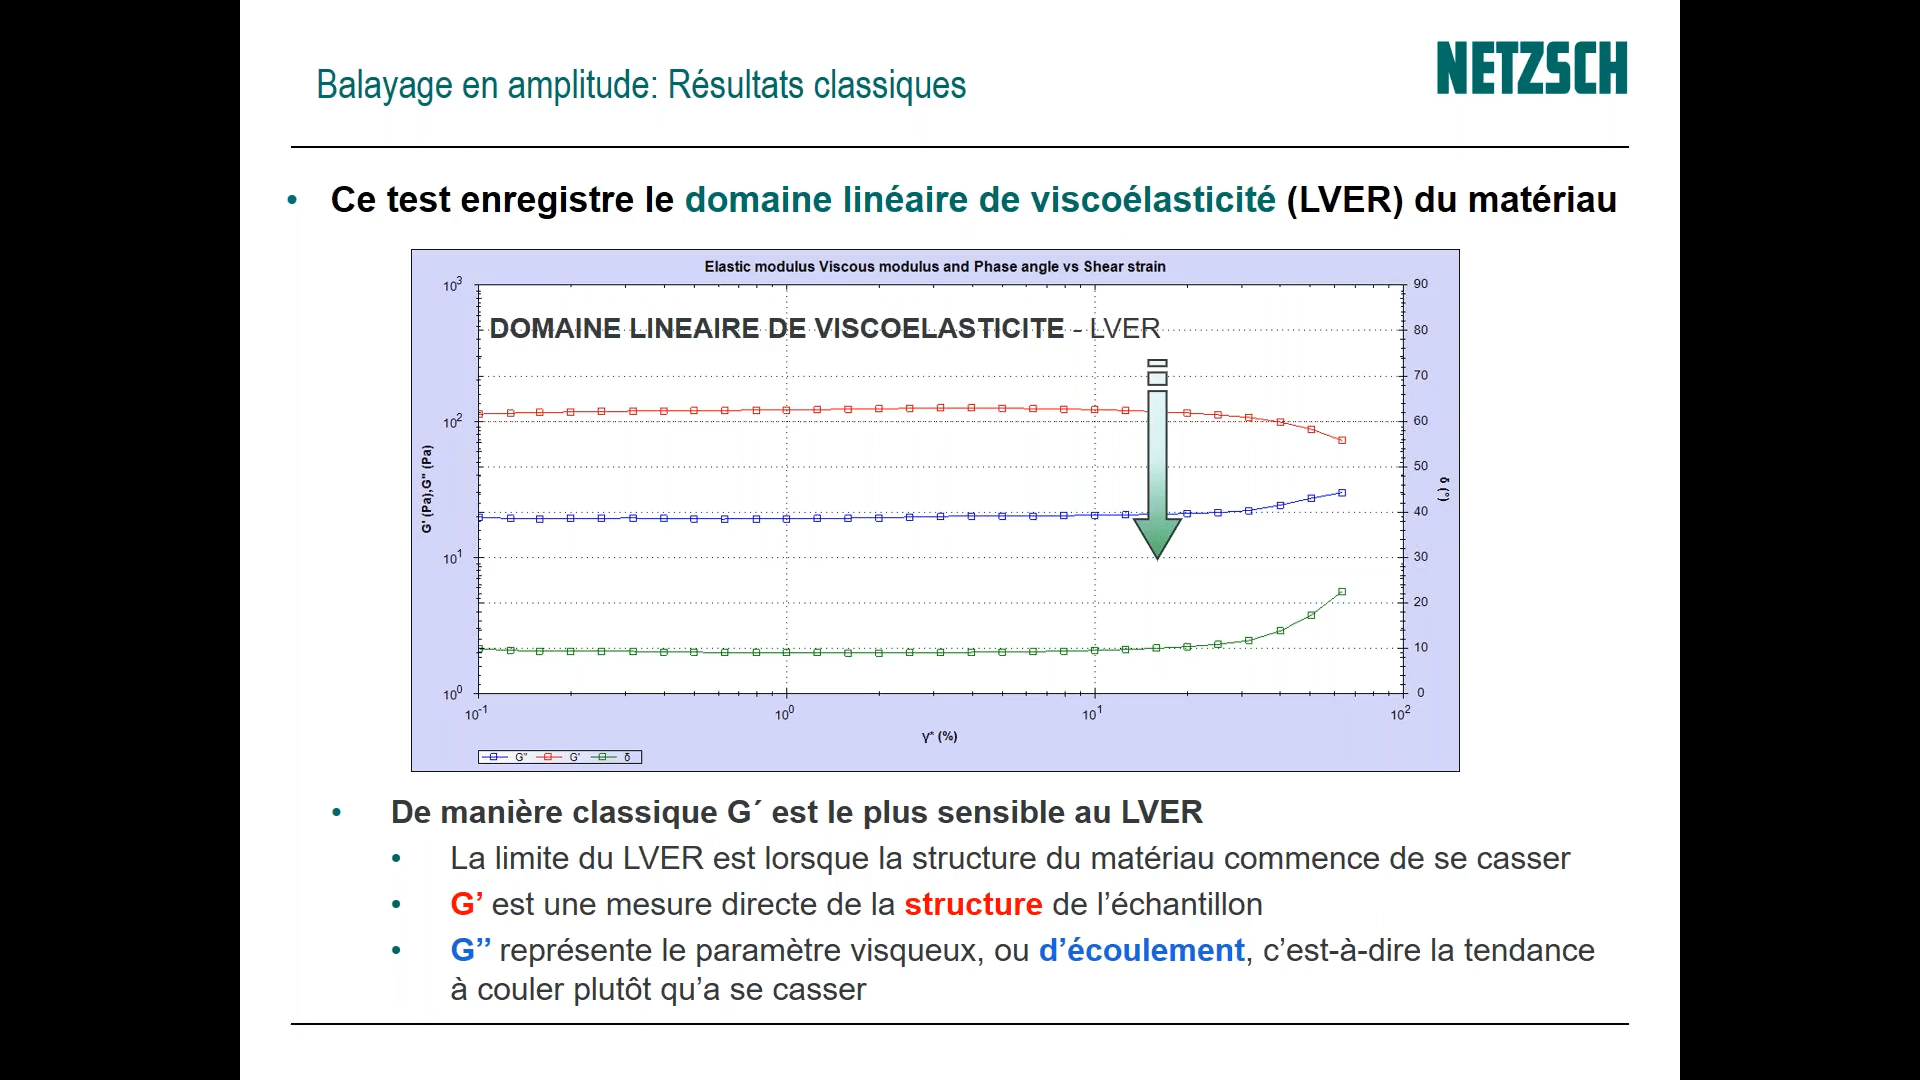 Balayage en amplitude: Résultats classiques
NETZSCH
• Ce test enregistre le domaine linéaire de viscoélasticité (LVER) du matériau
Elastic modulus Viscous modulus and Phase angle vs Shear strain
DOMAINE LINEAIRE DE VISCOELASTICITE - LVER
10³
10²
10¹
10⁰
G' (Pa),G'' (Pa)
90
80
70
60
50
40
30
20
10
0
δ (°)
10⁻¹ 10⁰ 10¹ 10²
γ* (%)
G'' G' δ
• De manière classique G´ est le plus sensible au LVER
• La limite du LVER est lorsque la structure du matériau commence de se casser
• G’ est une mesure directe de la structure de l’échantillon
• G’’ représente le paramètre visqueux, ou d’écoulement, c’est-à-dire la tendance
à couler plutôt qu’a se casser